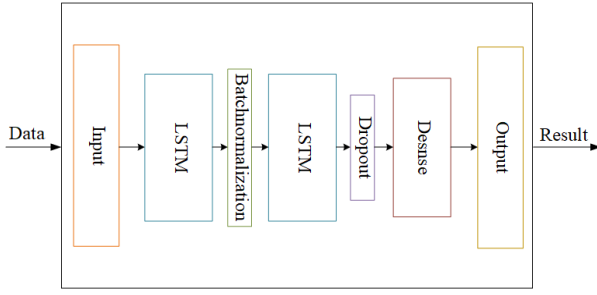 Data
Input
LSTM
Batchnormalization
LSTM
Dropout
Desnse
Output
Result